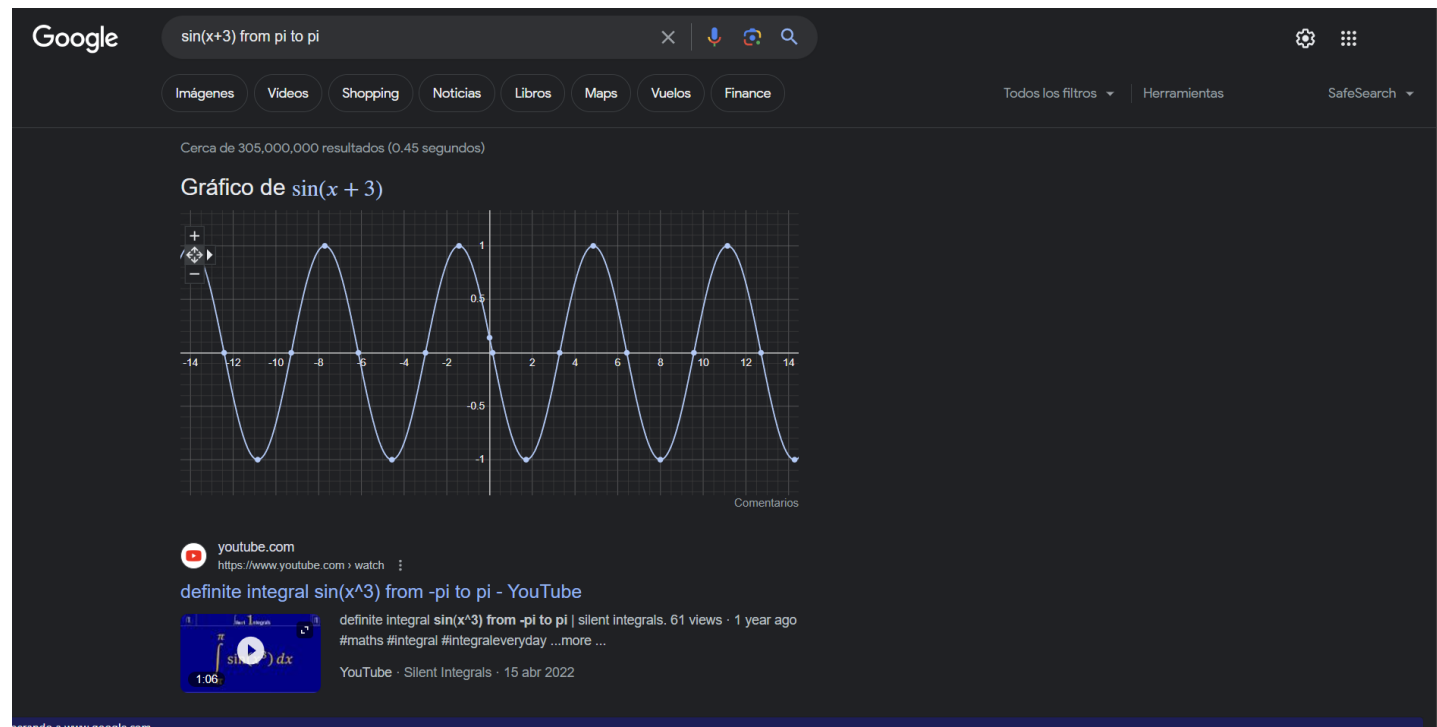 Google
sin(x+3) from pi to pi
Imágenes Videos Shopping Noticias Libros Maps Vuelos Finance
Todos los filtros Herramientas SafeSearch
Cerca de 305,000,000 resultados (0.45 segundos)
Gráfico de sin(x + 3)
+
−
1
0.5
-14 -12 -10 -8 -6 -4 -2 2 4 6 8 10 12 14
-0.5
-1
Comentarios
youtube.com
https://www.youtube.com › watch
definite integral sin(x^3) from -pi to pi - YouTube
definite integral sin(x^3) from -pi to pi | silent integrals. 61 views · 1 year ago
#maths #integral #integraleveryday ...more ...
π
∫ dx
1:06
YouTube · Silent Integrals · 15 abr 2022
www.google.com